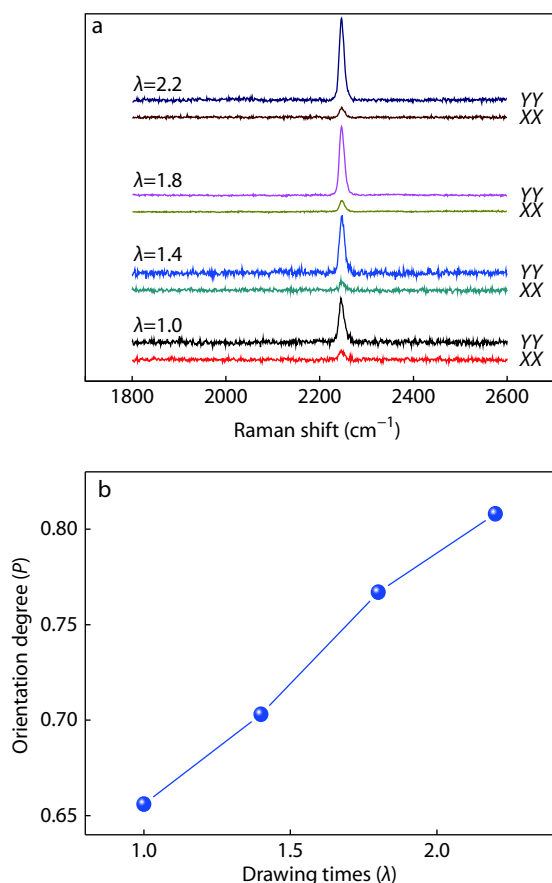 a
λ=2.2
YY
XX
λ=1.8
YY
XX
λ=1.4
YY
XX
λ=1.0
YY
XX
1800 2000 2200 2400 2600
Raman shift (cm⁻¹)
b
0.80
0.75
0.70
0.65
Orientation degree (P)
1.0 1.5 2.0
Drawing times (λ)